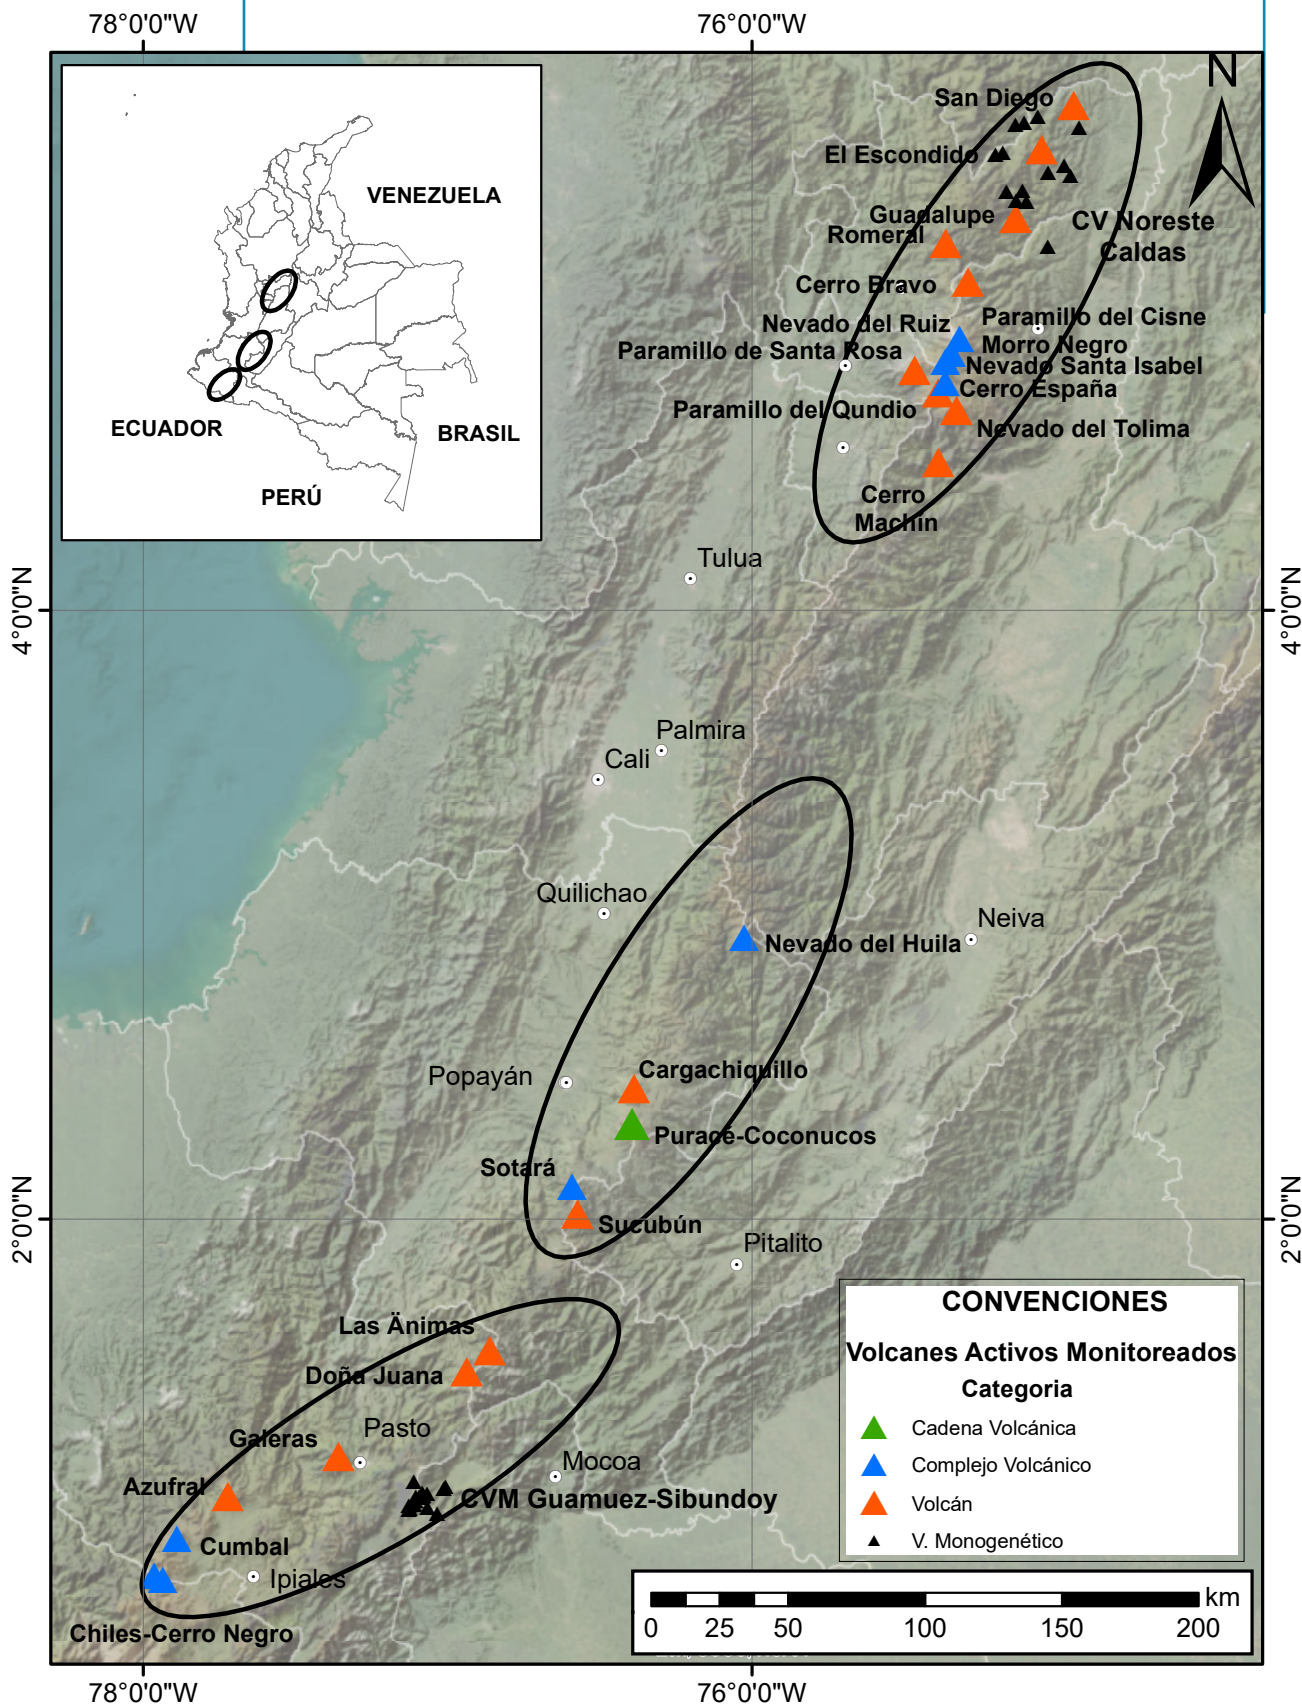 78°0'0"W
76°0'0"W
N
VENEZUELA
ECUADOR
BRASIL
PERÚ
San Diego
El Escondido
Guadalupe
CV Noreste
Caldas
Romeral
Cerro Bravo
Nevado del Ruiz
Paramillo del Cisne
Paramillo de Santa Rosa
Morro Negro
Nevado Santa Isabel
Cerro España
Paramillo del Qundio
Nevado del Tolima
Cerro
Machín
Tulua
4°0'0"N
4°0'0"N
Palmira
Cali
Quilichao
Neiva
Nevado del Huila
Cargachiquillo
Popayán
Puracé-Coconucos
Sotará
Sucubún
2°0'0"N
2°0'0"N
Pitalito
Las Änimas
Doña Juana
Pasto
Galeras
Mocoa
Azufral
CVM Guamuez-Sibundoy
Cumbal
Ipiales
Chiles-Cerro Negro
CONVENCIONES
Volcanes Activos Monitoreados
Categoria
Cadena Volcánica
Complejo Volcánico
Volcán
V. Monogenético
km
0 25 50 100 150 200
78°0'0"W
76°0'0"W